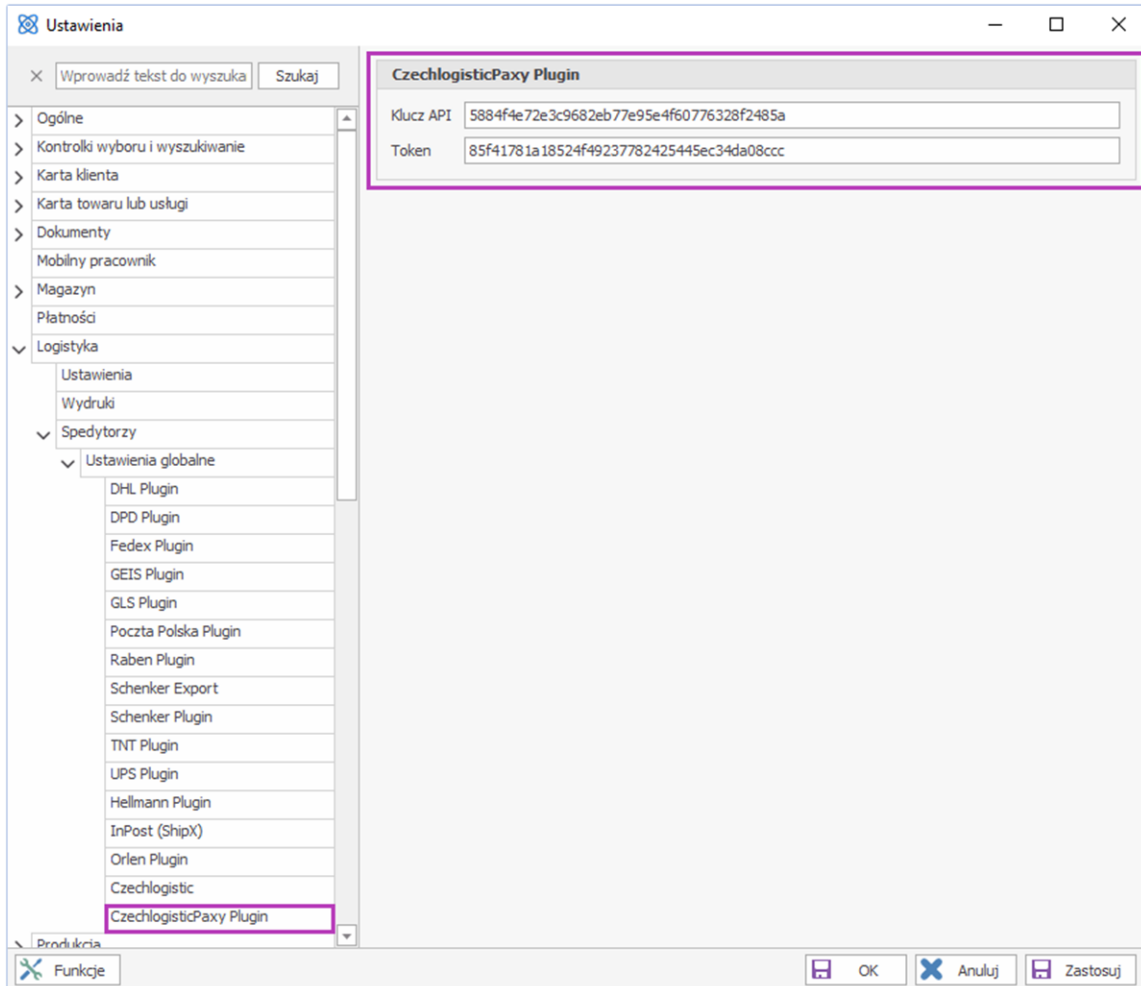 Ustawienia
Wprowadź tekst do wyszuka
Szukaj
Ogólne
Kontrolki wyboru i wyszukiwanie
Karta klienta
Karta towaru lub usługi
Dokumenty
Mobilny pracownik
Magazyn
Płatności
Logistyka
Ustawienia
Wydruki
Spedytorzy
Ustawienia globalne
DHL Plugin
DPD Plugin
Fedex Plugin
GEIS Plugin
GLS Plugin
Poczta Polska Plugin
Raben Plugin
Schenker Export
Schenker Plugin
TNT Plugin
UPS Plugin
Hellmann Plugin
InPost (ShipX)
Orlen Plugin
Czechlogistic
CzechlogisticPaxy Plugin
Produkcja
CzechlogisticPaxy Plugin
Klucz API 5884f4e72e3c9682eb77e95e4f60776328f2485a
Token 85f41781a18524f49237782425445ec34da08ccc
Funkcje
OK
Anuluj
Zastosuj